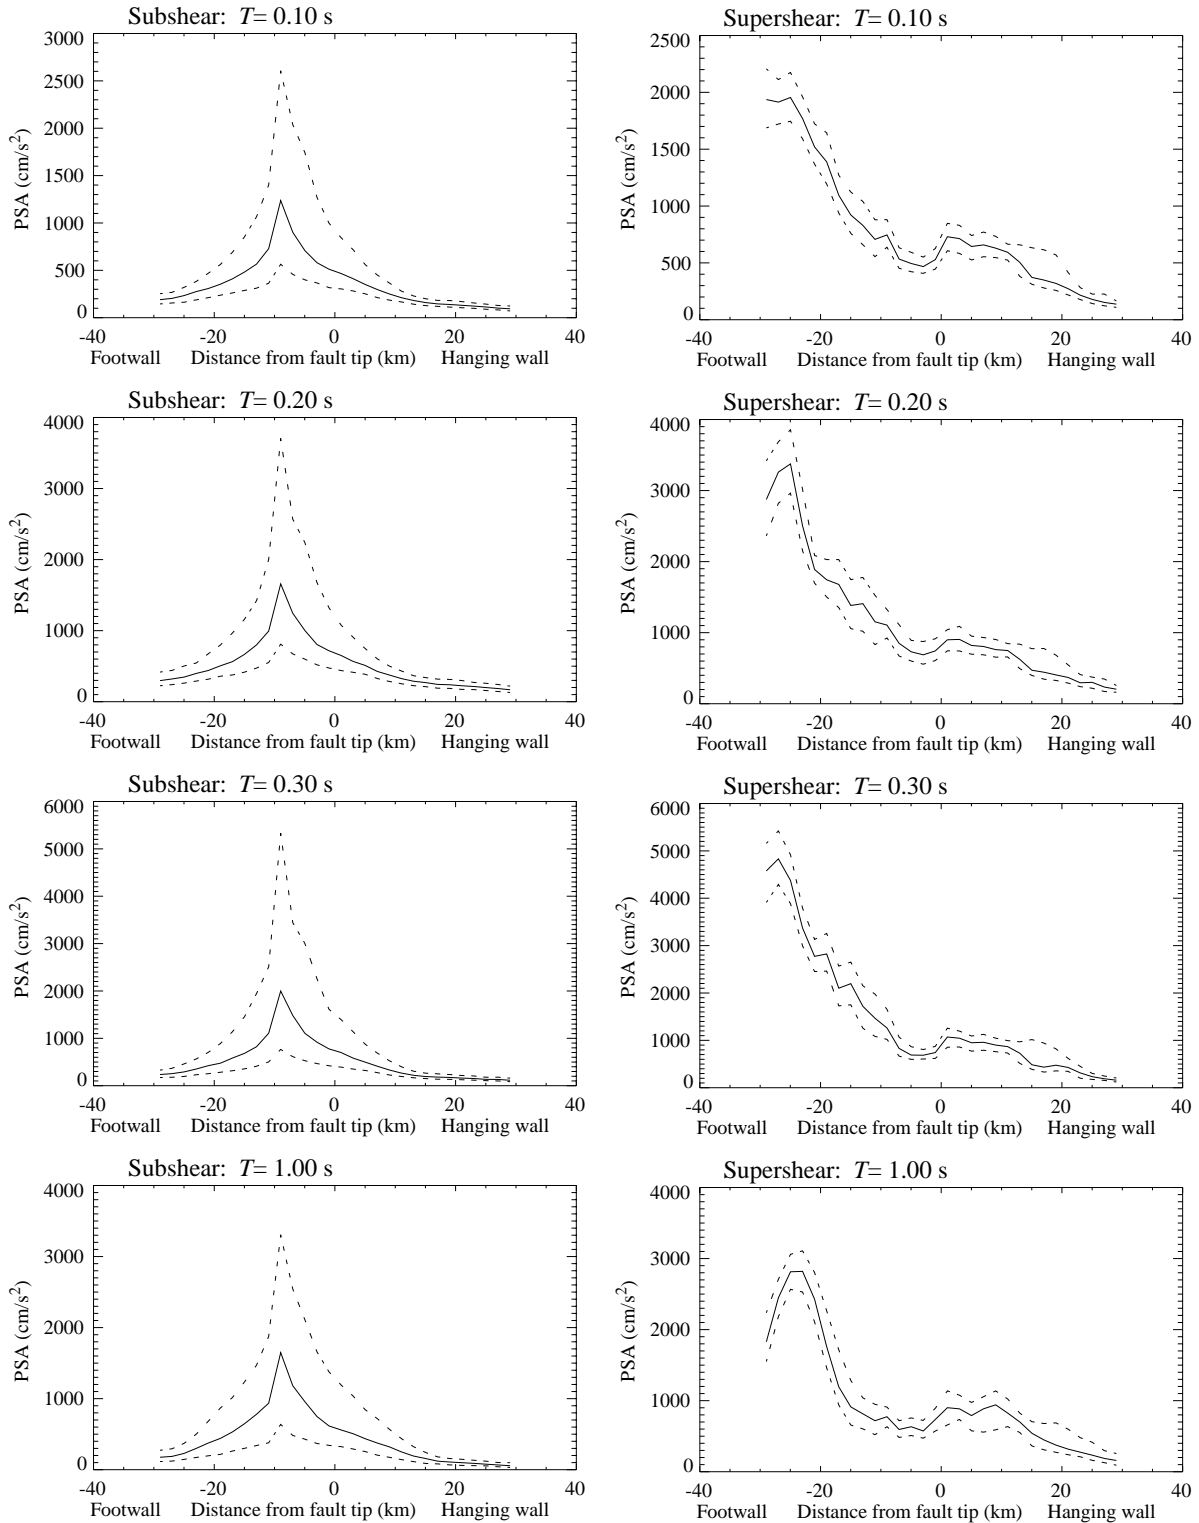 Subshear: T= 0.10 s
3000
2000
1000
500
0
PSA (cm/s²)
-40 -20 0 20 40
Footwall Distance from fault tip (km) Hanging wall
Supershear: T= 0.10 s
2500
2000
1500
1000
500
0
PSA (cm/s²)
-40 -20 0 20 40
Footwall Distance from fault tip (km) Hanging wall
Subshear: T= 0.20 s
4000
3000
2000
1000
0
PSA (cm/s²)
-40 -20 0 20 40
Footwall Distance from fault tip (km) Hanging wall
Supershear: T= 0.20 s
4000
3000
2000
1000
0
PSA (cm/s²)
-40 -20 0 20 40
Footwall Distance from fault tip (km) Hanging wall
Subshear: T= 0.30 s
6000
5000
4000
3000
2000
1000
0
PSA (cm/s²)
-40 -20 0 20 40
Footwall Distance from fault tip (km) Hanging wall
Supershear: T= 0.30 s
6000
5000
4000
3000
2000
1000
0
PSA (cm/s²)
-40 -20 0 20 40
Footwall Distance from fault tip (km) Hanging wall
Subshear: T= 1.00 s
4000
3000
2000
1000
0
PSA (cm/s²)
-40 -20 0 20 40
Footwall Distance from fault tip (km) Hanging wall
Supershear: T= 1.00 s
4000
3000
2000
1000
0
PSA (cm/s²)
-40 -20 0 20 40
Footwall Distance from fault tip (km) Hanging wall